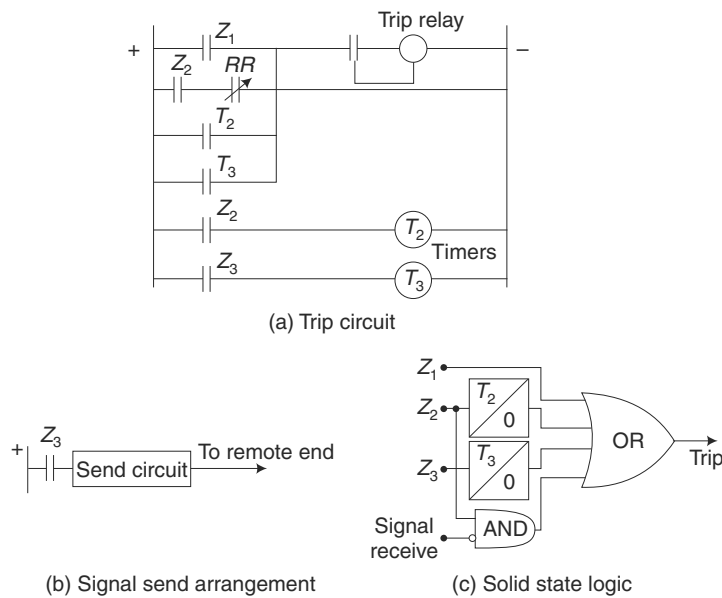 Z1
Trip relay
+
−
Z2
RR
T2
T3
Z2
T2
Timers
Z3
T3
(a) Trip circuit
Z1
Z2
T2
0
Z3
T3
0
OR
Trip
Signal
receive
AND
+
Z3
Send circuit
To remote end
(b) Signal send arrangement
(c) Solid state logic